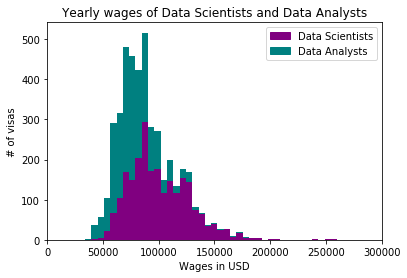 Yearly wages of Data Scientists and Data Analysts
Data Scientists
Data Analysts
# of visas
500
400
300
200
100
0
0 50000 100000 150000 200000 250000 300000
Wages in USD